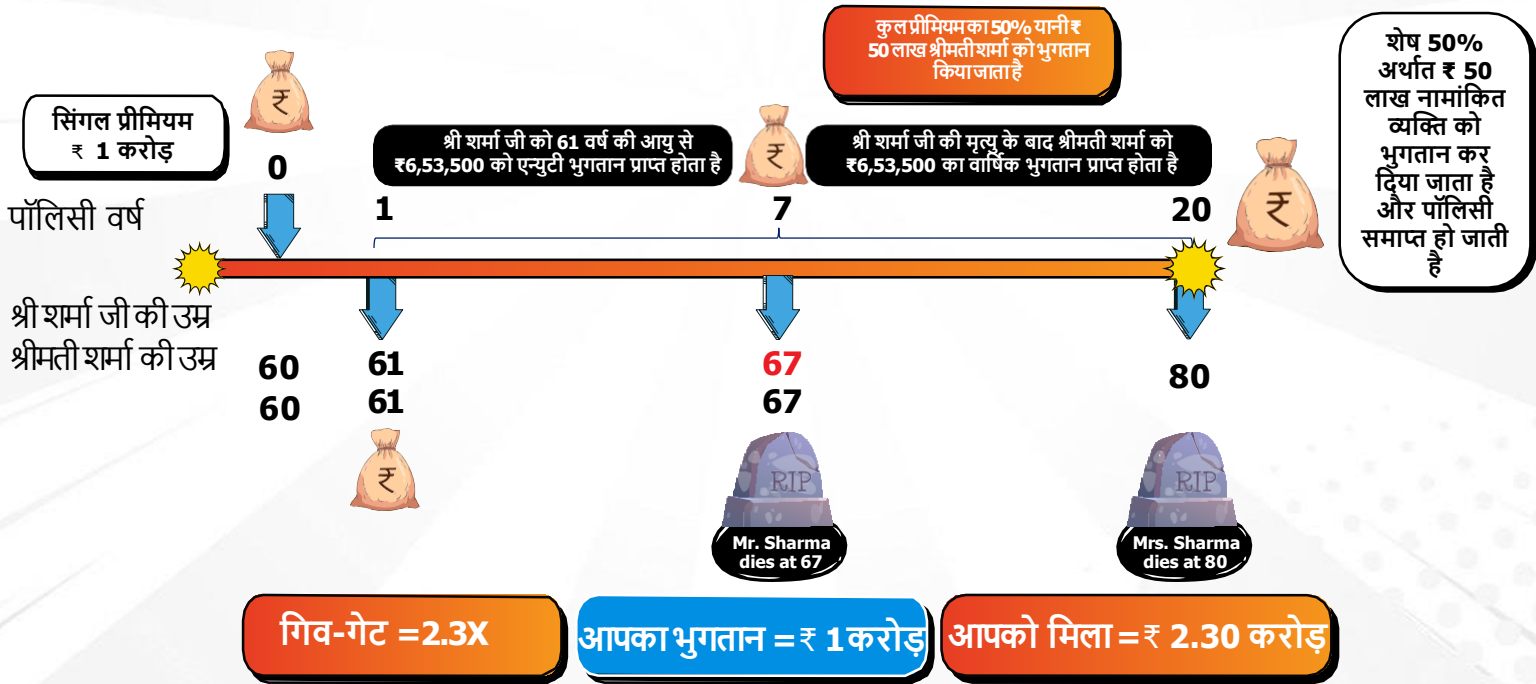 कुल प्रीमियम का 50% यानी ₹
50 लाख श्रीमती शर्मा को भुगतान
किया जाता है
शेष 50%
अर्थात ₹ 50
लाख नामांकित
व्यक्ति को
भुगतान कर
दिया जाता है
और पॉलिसी
समाप्त हो जाती
है
सिंगल प्रीमियम
₹ 1 करोड़
₹
0
श्री शर्मा जी को 61 वर्ष की आयु से
₹6,53,500 को एन्युटी भुगतान प्राप्त होता है
₹
श्री शर्मा जी की मृत्यु के बाद श्रीमती शर्मा को
₹6,53,500 का वार्षिक भुगतान प्राप्त होता है
₹
पॉलिसी वर्ष
1
7
20
श्री शर्मा जी की उम्र
श्रीमती शर्मा की उम्र
60
61
67
80
60
61
67
₹
RIP
RIP
Mr. Sharma
dies at 67
Mrs. Sharma
dies at 80
गिव-गेट =2.3X
आपका भुगतान = ₹ 1 करोड़
आपको मिला = ₹ 2.30 करोड़